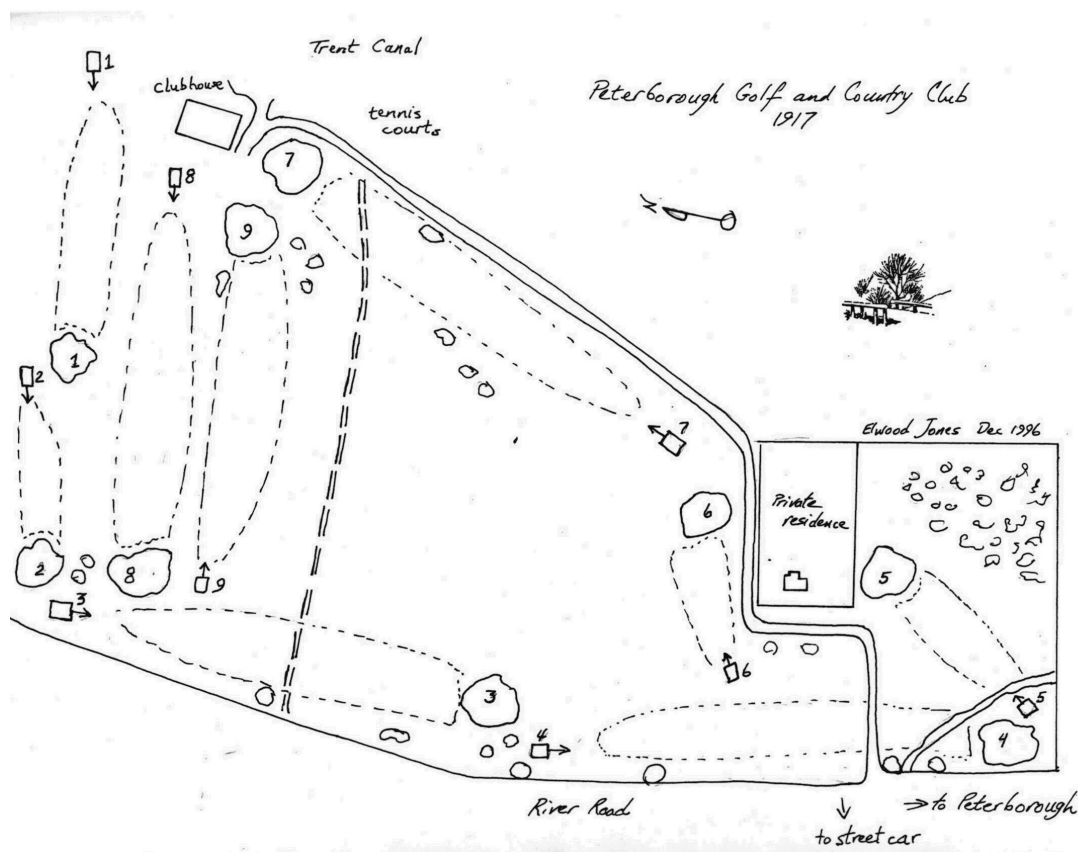 Trent Canal
1
clubhouse
Peterborough Golf and Country Club
1917
tennis
courts
7
8
9
N
1
2
7
Elwood Jones Dec 1996
Private
residence
6
2
8
5
3
9
6
3
5
4
4
River Road
to Peterborough
to street car